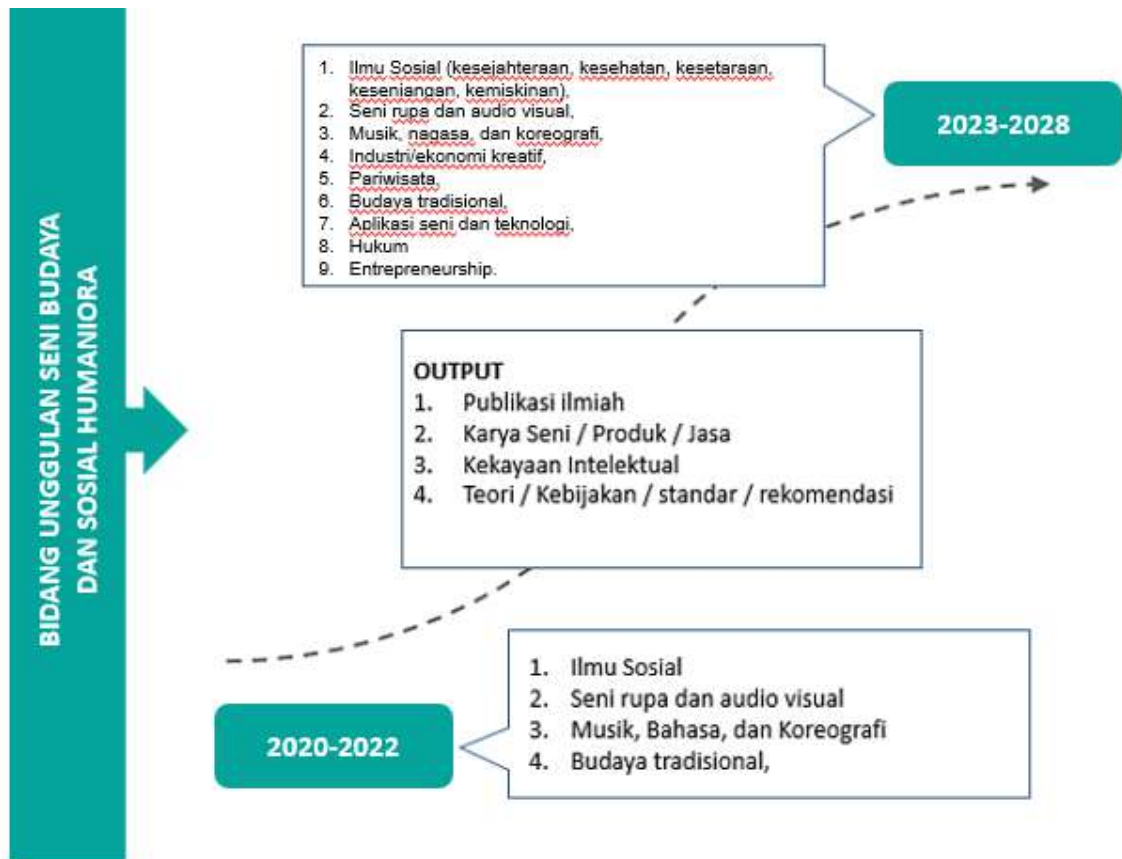 BIDANG UNGGULAN SENI BUDAYA
DAN SOSIAL HUMANIORA
1. Ilmu Sosial (kesejahteraan, kesehatan, kesetaraan,
keseniangan, kemiskinan),
2. Seni rupa dan audio visual,
3. Musik, nagasa, dan koreografi,
4. Industri/ekonomi kreatif,
5. Pariwisata,
6. Budaya tradisional,
7. Aplikasi seni dan teknologi,
8. Hukum
9. Entrepreneurship.
2023-2028
OUTPUT
1. Publikasi ilmiah
2. Karya Seni / Produk / Jasa
3. Kekayaan Intelektual
4. Teori / Kebijakan / standar / rekomendasi
1. Ilmu Sosial
2. Seni rupa dan audio visual
3. Musik, Bahasa, dan Koreografi
4. Budaya tradisional,
2020-2022